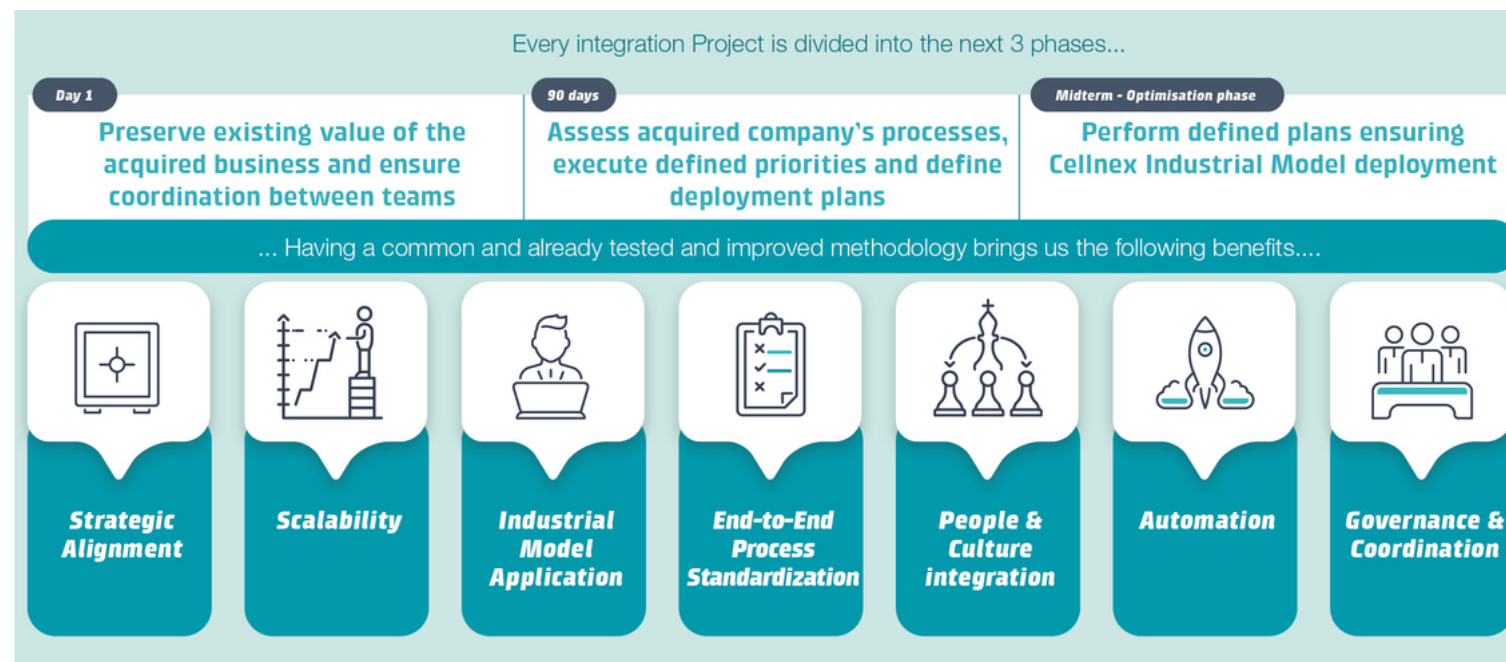 Every integration Project is divided into the next 3 phases...
Day 1
Preserve existing value of the
acquired business and ensure
coordination between teams
90 days
Assess acquired company's processes,
execute defined priorities and define
deployment plans
Midterm - Optimisation phase
Perform defined plans ensuring
Cellnex Industrial Model deployment
... Having a common and already tested and improved methodology brings us the following benefits....
Strategic
Alignment
Scalability
Industrial
Model
Application
End-to-End
Process
Standardization
People &
Culture
integration
Automation
Governance &
Coordination